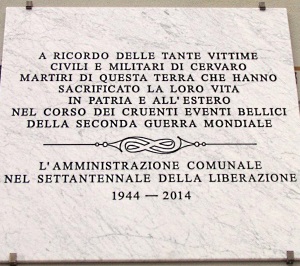 A RICORDO DELLE TANTE VITTIME
CIVILI E MILITARI DI CERVARO
MARTIRI DI QUESTA TERRA CHE HANNO
SACRIFICATO LA LORO VITA
IN PATRIA E ALL'ESTERO
NEL CORSO DEI CRUENTI EVENTI BELLICI
DELLA SECONDA GUERRA MONDIALE
L'AMMINISTRAZIONE COMUNALE
NEL SETTANTENNALE DELLA LIBERAZIONE
1944 — 2014